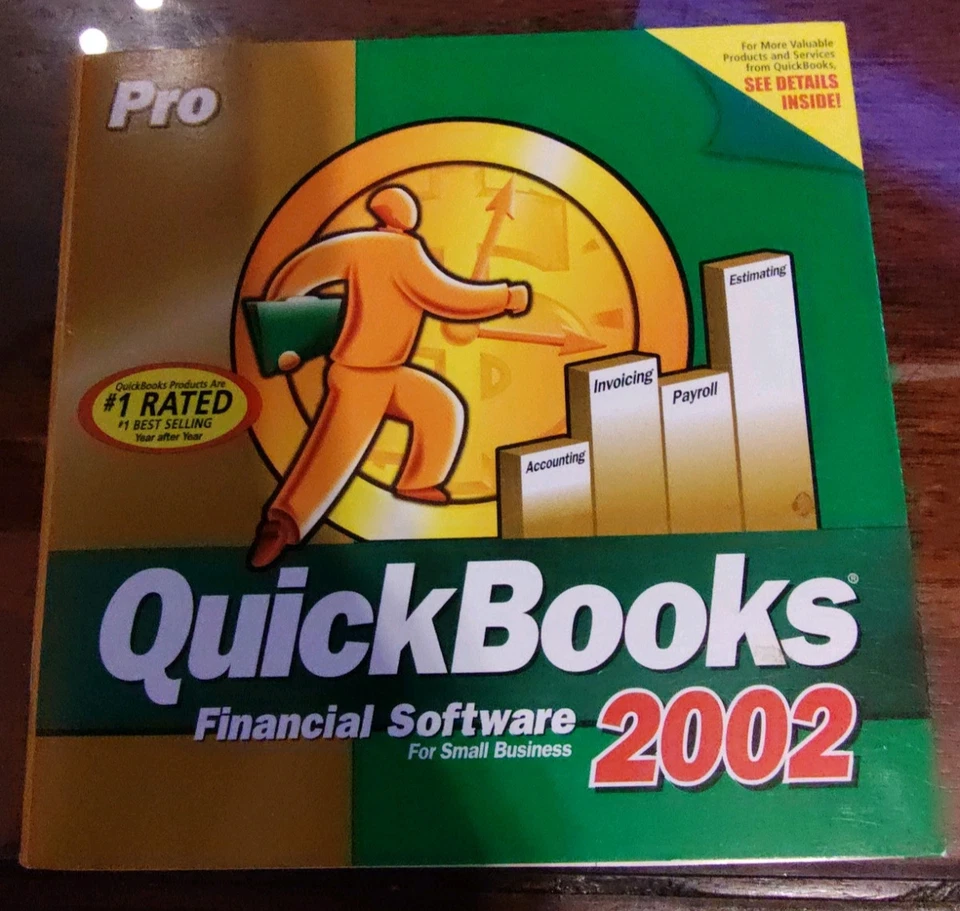 Pro
For More Valuable
Products and Services
from QuickBooks,
SEE DETAILS
INSIDE!
Estimating
Invoicing
Payroll
Accounting
QuickBooks Products Are
#1 RATED
#1 BEST SELLING
Year after Year
QuickBooks®
Financial Software
For Small Business
2002